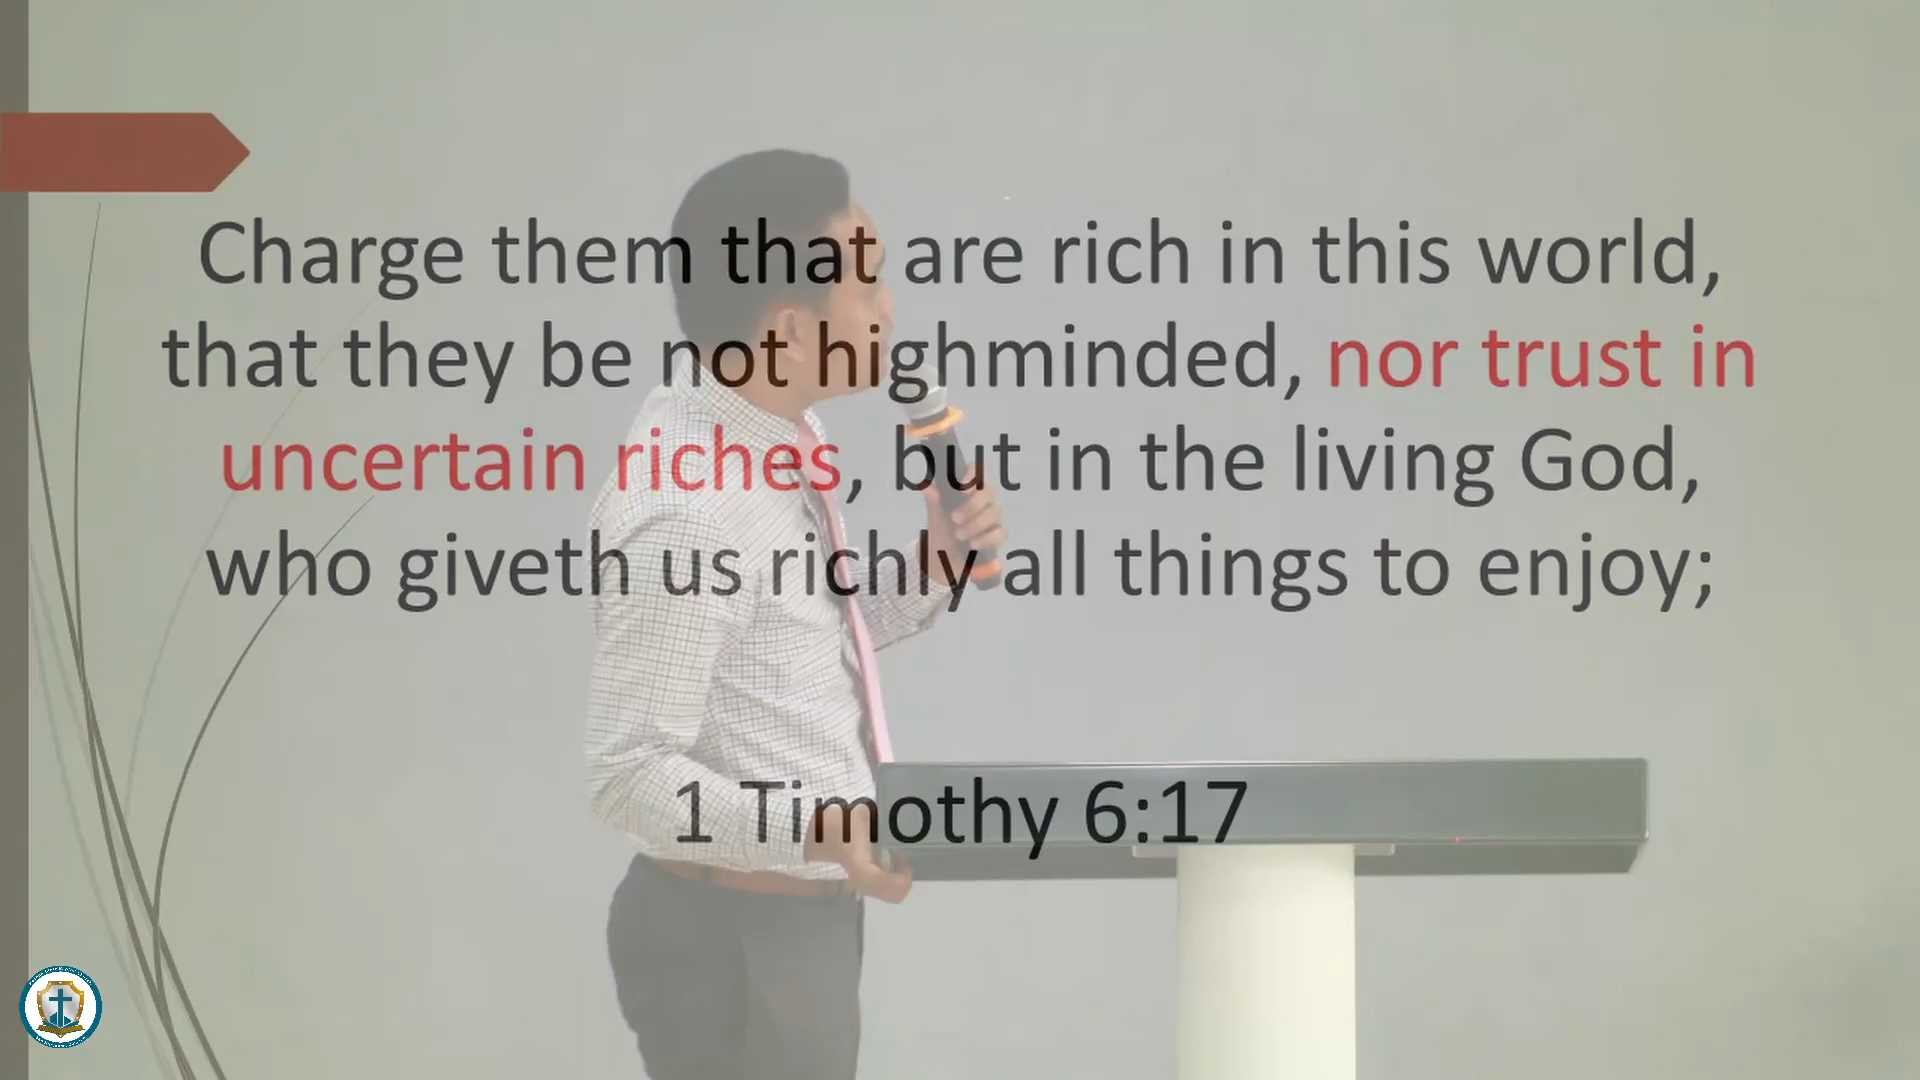 Charge them that are rich in this world,
that they be not highminded, nor trust in
uncertain riches, but in the living God,
who giveth us richly all things to enjoy;
1 Timothy 6:17